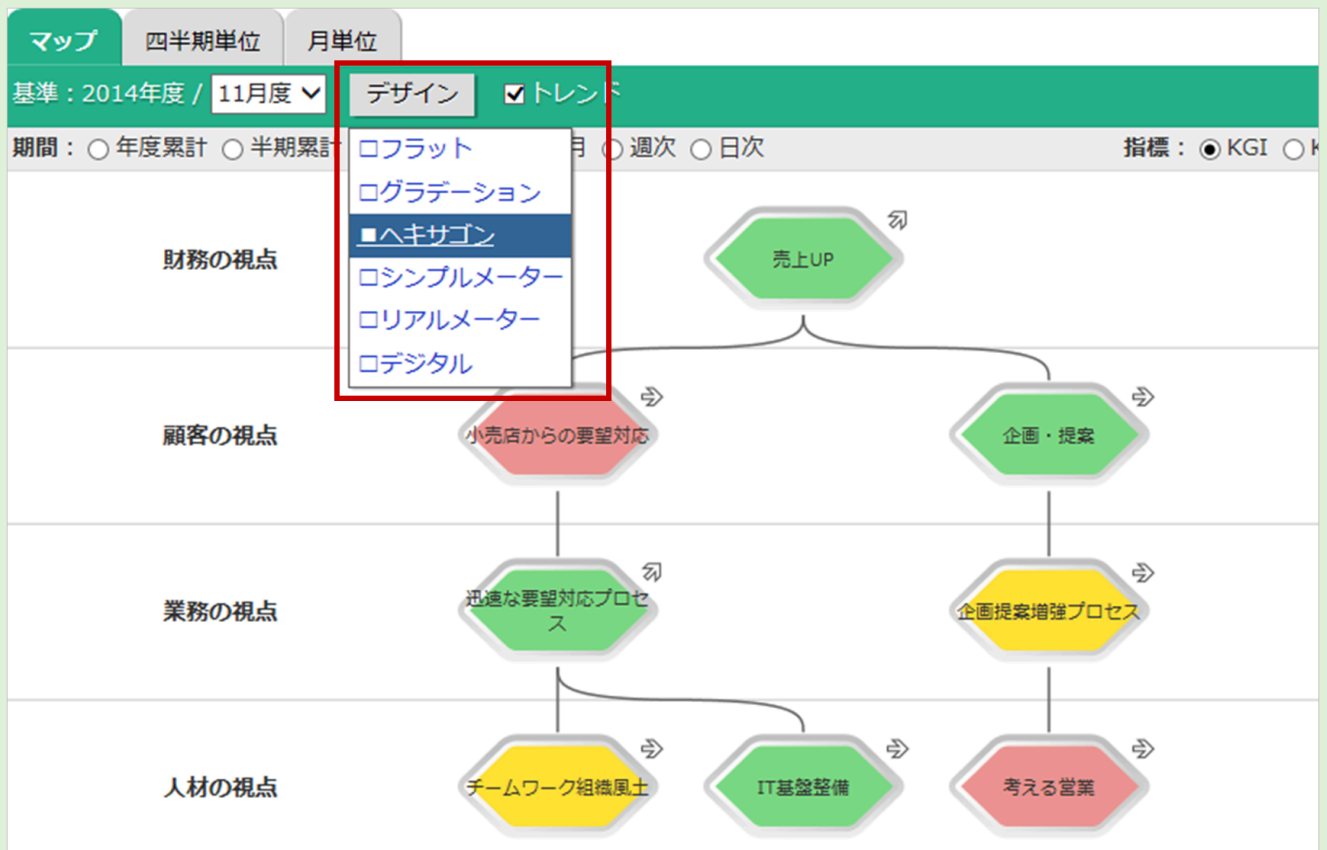 マップ 四半期単位 月単位
基準：2014年度 / 11月度 デザイン トレンド
期間： 年度累計 半期累計 月 週次 日次 指標： KGI
□フラット
□グラデーション
■ヘキサゴン
□シンプルメーター
□リアルメーター
□デジタル
財務の視点 売上UP
顧客の視点 小売店からの要望対応 企画・提案
業務の視点 迅速な要望対応プロセ
ス 企画提案増強プロセス
人材の視点 チームワーク組織風土 IT基盤整備 考える営業